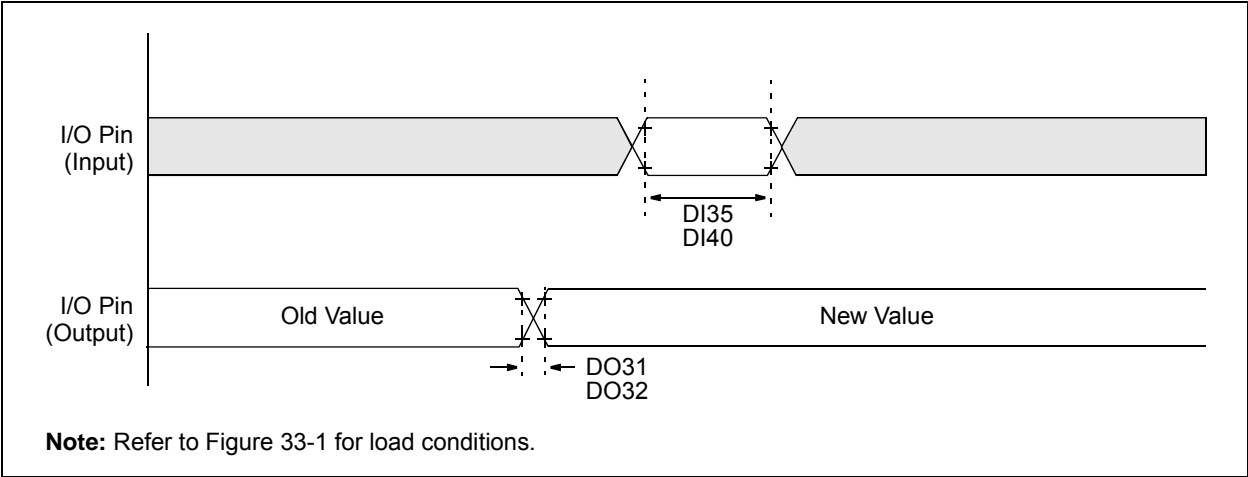 I/O Pin
(Input)
DI35
DI40
I/O Pin
(Output)
Old Value
New Value
DO31
DO32
Note: Refer to Figure 33-1 for load conditions.